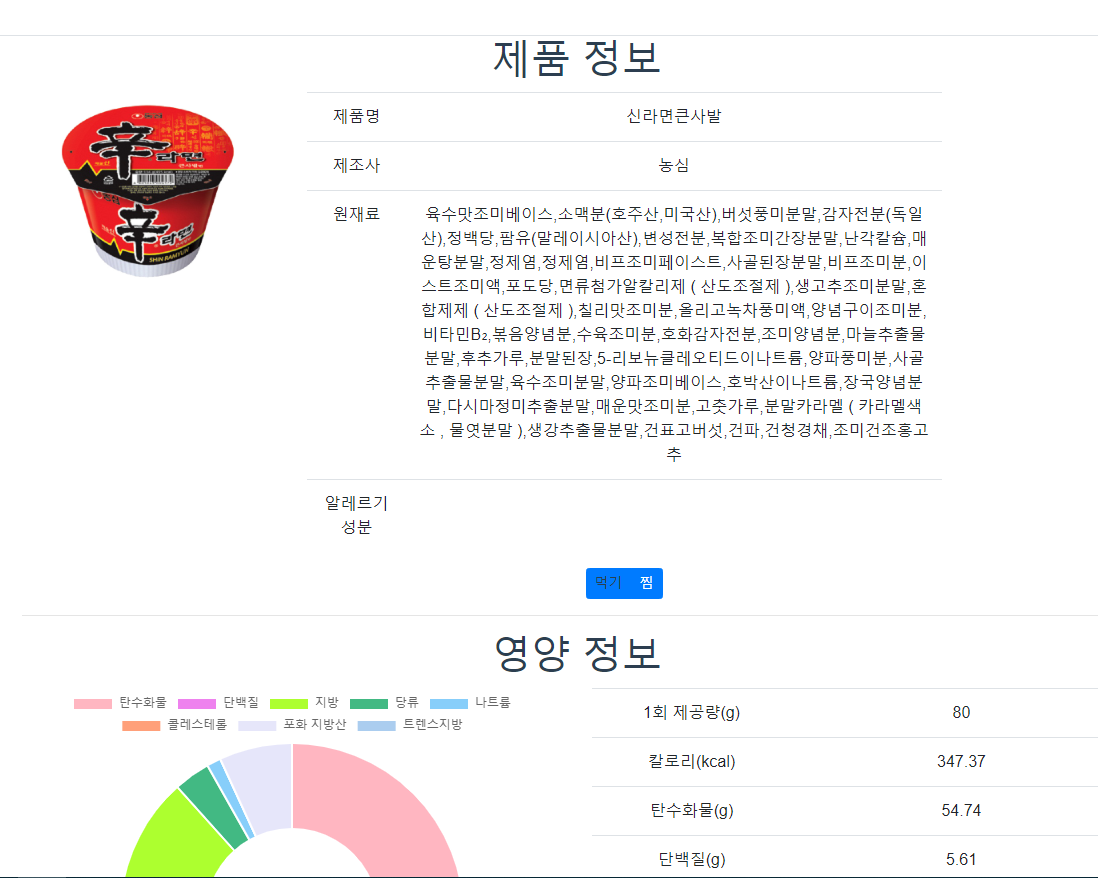 제품 정보
제품명 신라면큰사발
辛라면
辛라면
SHIN RAMYUN
제조사 농심
원재료 육수맛조미베이스,소맥분(호주산,미국산),버섯풍미분말,감자전분(독일
산),정백당,팜유(말레이시아산),변성전분,복합조미간장분말,난각칼슘,매
운탕분말,정제염,정제염,비프조미페이스트,사골된장분말,비프조미분,이
스트조미액,포도당,면류첨가알칼리제 ( 산도조절제 ),생고추조미분말,혼
합제제 ( 산도조절제 ),칠리맛조미분,올리고녹차풍미액,양념구이조미분,
비타민B₂,볶음양념분,수육조미분,호화감자전분,조미양념분,마늘추출물
분말,후추가루,분말된장,5-리보뉴클레오티드이나트륨,양파풍미분,사골
추출물분말,육수조미분말,양파조미베이스,호박산이나트륨,장국양념분
말,다시마정미추출분말,매운맛조미분,고춧가루,분말카라멜 ( 카라멜색
소 , 물엿분말 ),생강추출물분말,건표고버섯,건파,건청경채,조미건조홍고
추
알레르기
성분
먹기 찜
영양 정보
탄수화물 단백질 지방 당류 나트륨
콜레스테롤 포화 지방산 트렌스지방
1회 제공량(g) 80
칼로리(kcal) 347.37
탄수화물(g) 54.74
단백질(g) 5.61